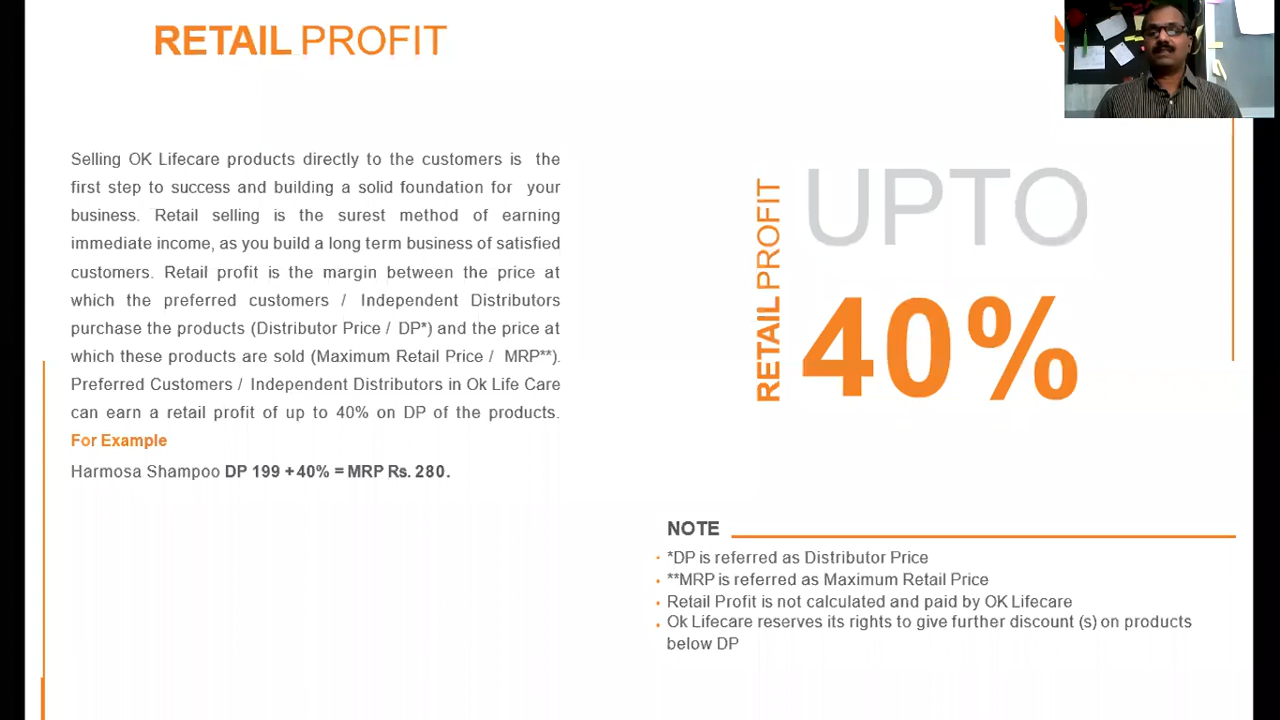 RETAIL PROFIT
Selling OK Lifecare products directly to the customers is the
first step to success and building a solid foundation for your
business. Retail selling is the surest method of earning
immediate income, as you build a long term business of satisfied
customers. Retail profit is the margin between the price at
which the preferred customers / Independent Distributors
purchase the products (Distributor Price / DP*) and the price at
which these products are sold (Maximum Retail Price / MRP**).
Preferred Customers / Independent Distributors in Ok Life Care
can earn a retail profit of up to 40% on DP of the products.
For Example
Harmosa Shampoo DP 199 +40% = MRP Rs. 280.
RETAIL PROFIT
UPTO
40%
NOTE
*DP is referred as Distributor Price
**MRP is referred as Maximum Retail Price
Retail Profit is not calculated and paid by OK Lifecare
Ok Lifecare reserves its rights to give further discount (s) on products
below DP